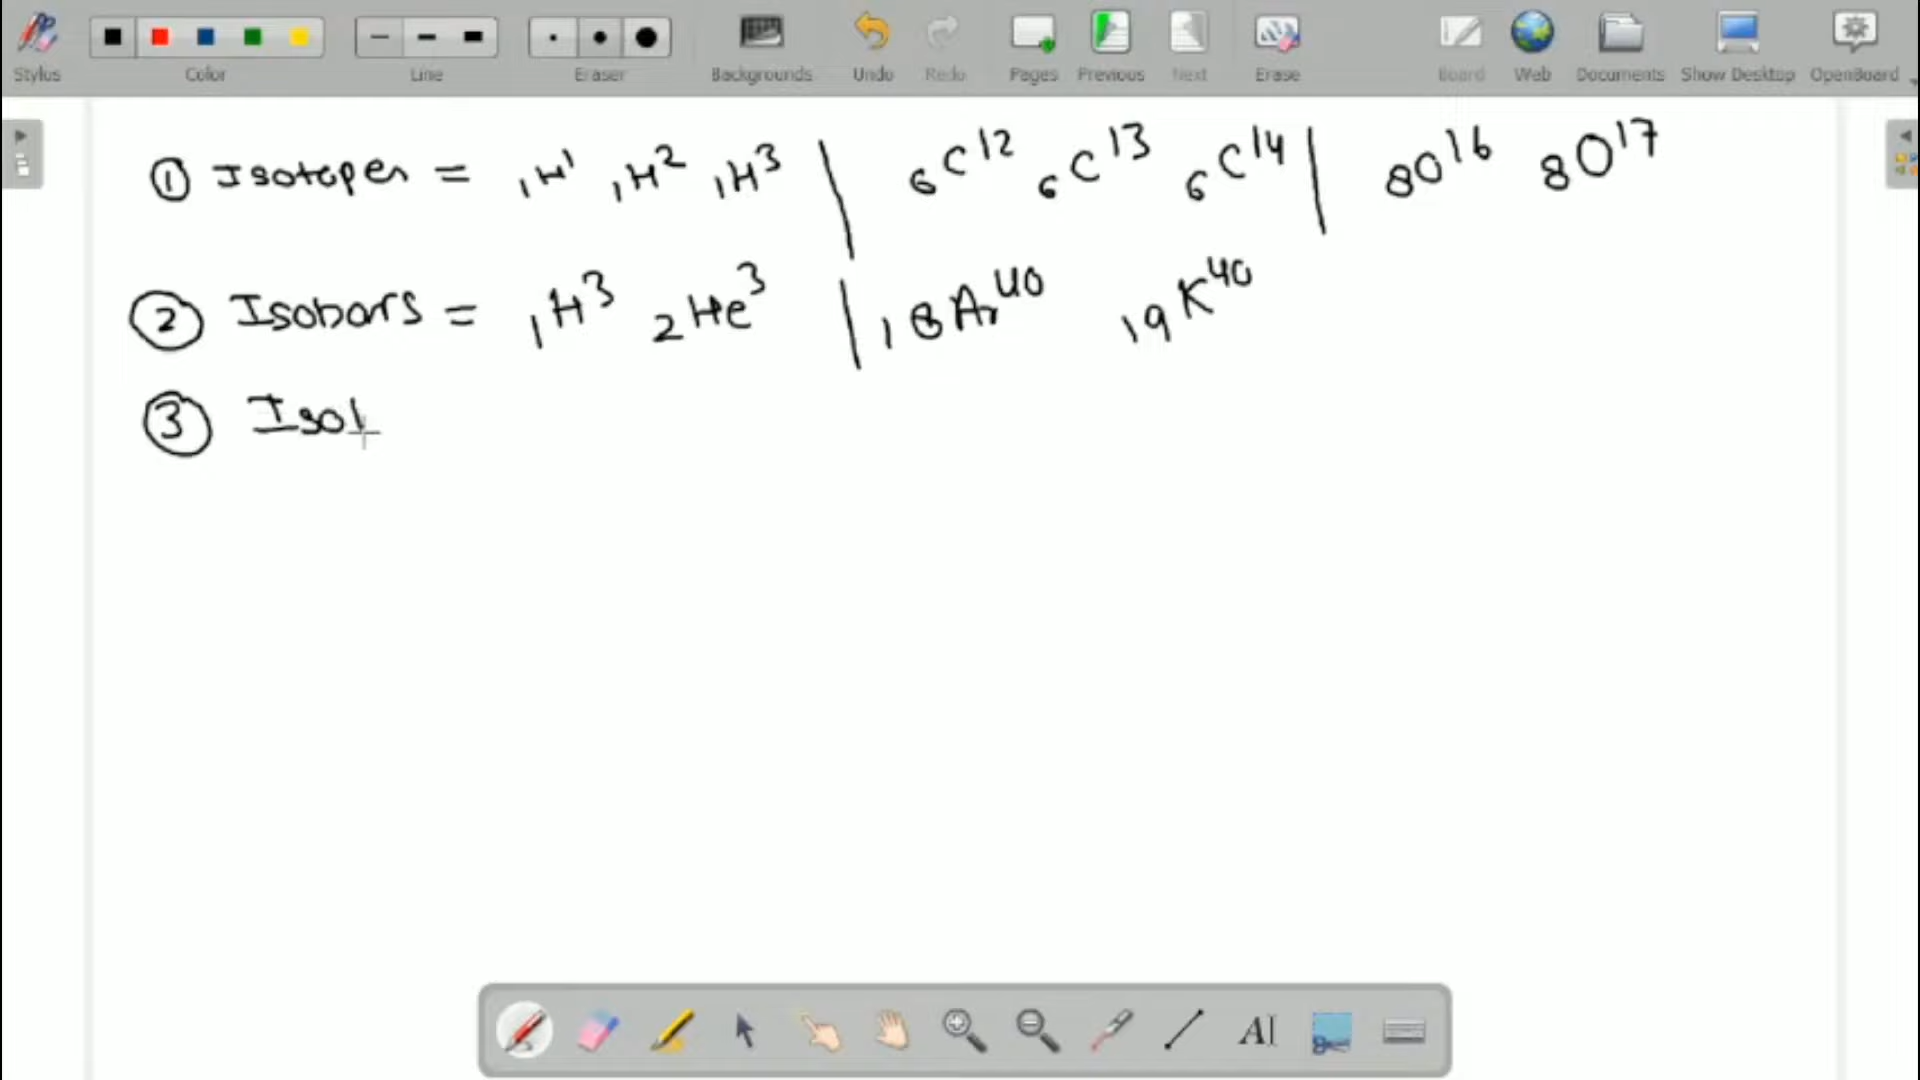 Stylus Color Line Eraser Backgrounds Undo Redo Pages Previous Next Erase Board Web Documents Show Desktop OpenBoard
① Isotopes = ₁H¹ ₁H² ₁H³ | ₆C¹² ₆C¹³ ₆C¹⁴ | ₈O¹⁶ ₈O¹⁷
② Isobars = ₁H³ ₂He³ | ₁₈Ar⁴⁰ ₁₉K⁴⁰
③ Isot
AI